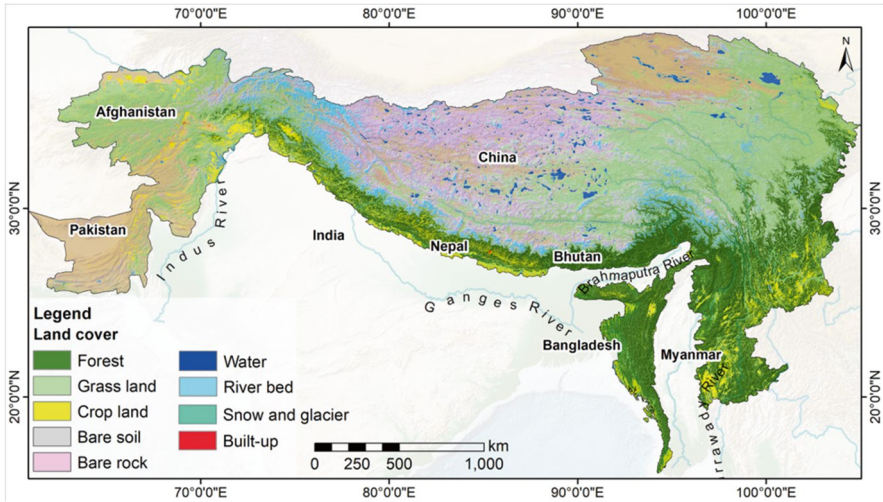 70°0'0"E 80°0'0"E 90°0'0"E 100°0'0"E
N
Afghanistan
China
30°0'0"N 30°0'0"N
Pakistan
Indus River
India
Nepal
Bhutan
Brahmaputra River
Ganges River
Bangladesh
Myanmar
rrawady River
20°0'0"N 20°0'0"N
Legend
Land cover
Forest
Grass land
Crop land
Bare soil
Bare rock
Water
River bed
Snow and glacier
Built-up
km
0 250 500 1,000
70°0'0"E 80°0'0"E 90°0'0"E 100°0'0"E